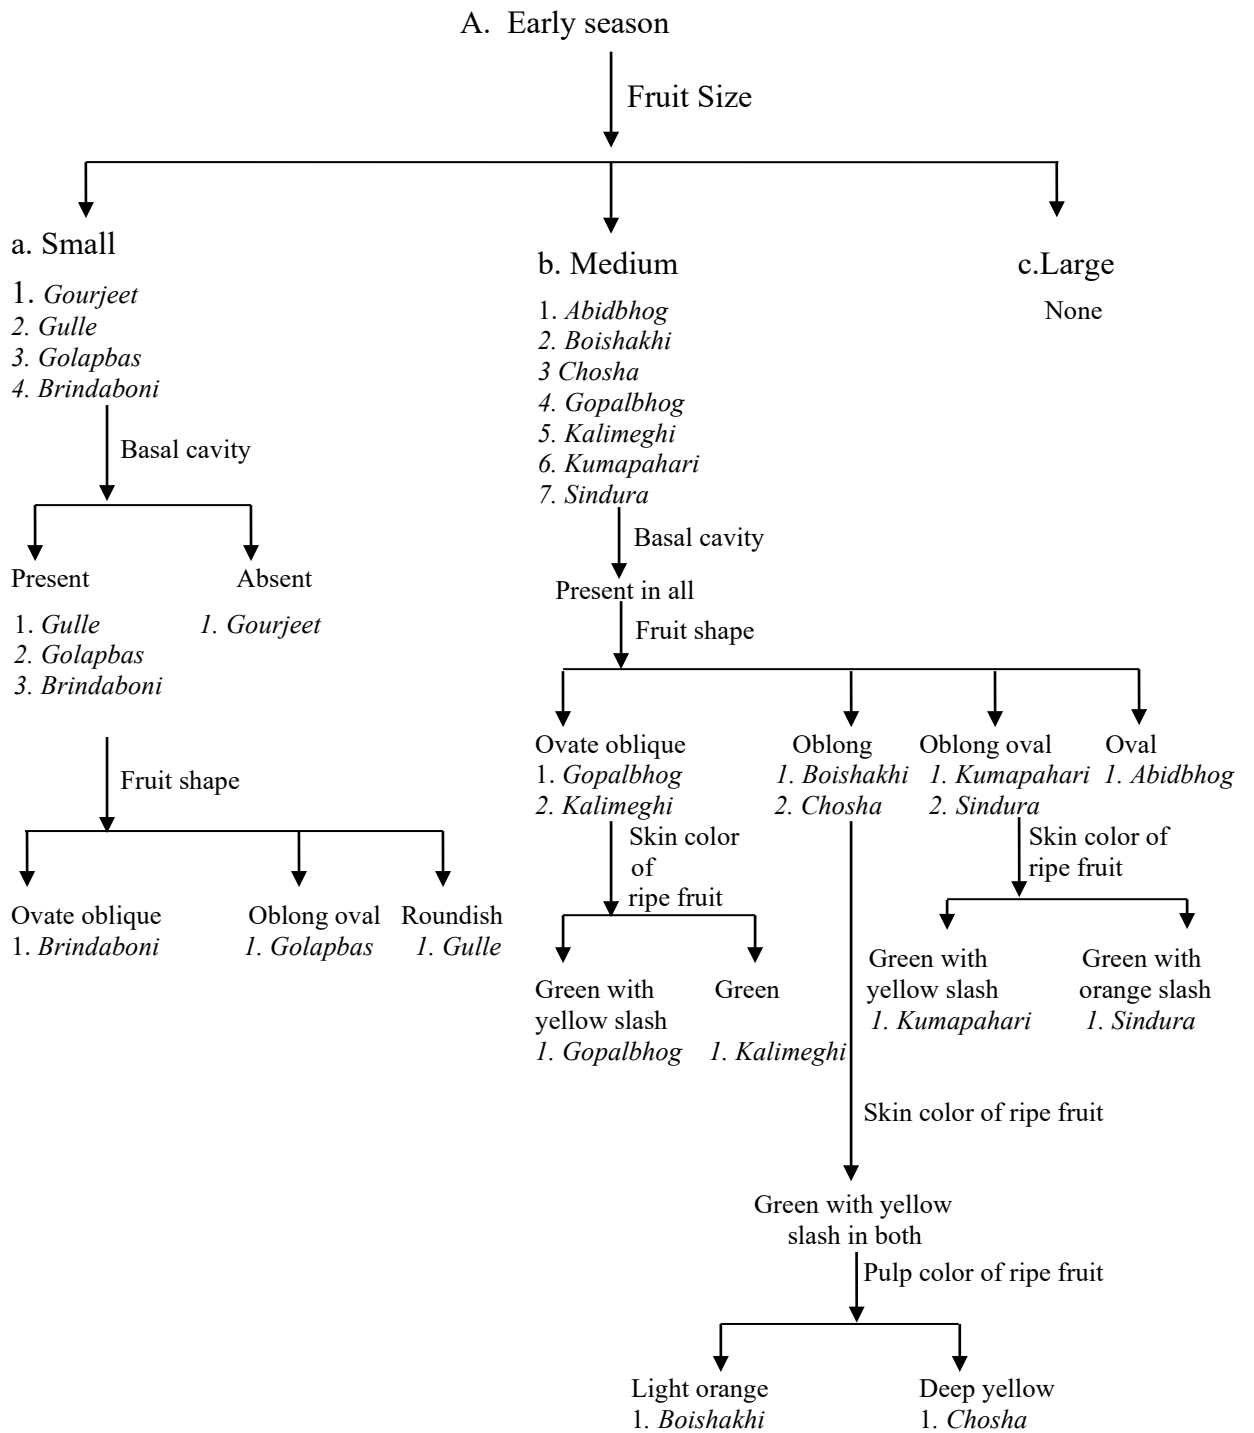 A. Early season
Fruit Size
a. Small
1. Gourjeet
2. Gulle
3. Golapbas
4. Brindaboni
Basal cavity
Present
1. Gulle
2. Golapbas
3. Brindaboni
Absent
1. Gourjeet
Fruit shape
Ovate oblique
1. Brindaboni
Oblong oval
1. Golapbas
Roundish
1. Gulle
b. Medium
1. Abidbhog
2. Boishakhi
3 Chosha
4. Gopalbhog
5. Kalimeghi
6. Kumapahari
7. Sindura
Basal cavity
Present in all
Fruit shape
Ovate oblique
1. Gopalbhog
2. Kalimeghi
Skin color
of
ripe fruit
Green with
yellow slash
1. Gopalbhog
Green
1. Kalimeghi
Oblong
1. Boishakhi
2. Chosha
Skin color of ripe fruit
Green with yellow
slash in both
Pulp color of ripe fruit
Light orange
1. Boishakhi
Deep yellow
1. Chosha
Oblong oval
1. Kumapahari
2. Sindura
Skin color of
ripe fruit
Green with
yellow slash
1. Kumapahari
Green with
orange slash
1. Sindura
Oval
1. Abidbhog
c.Large
None